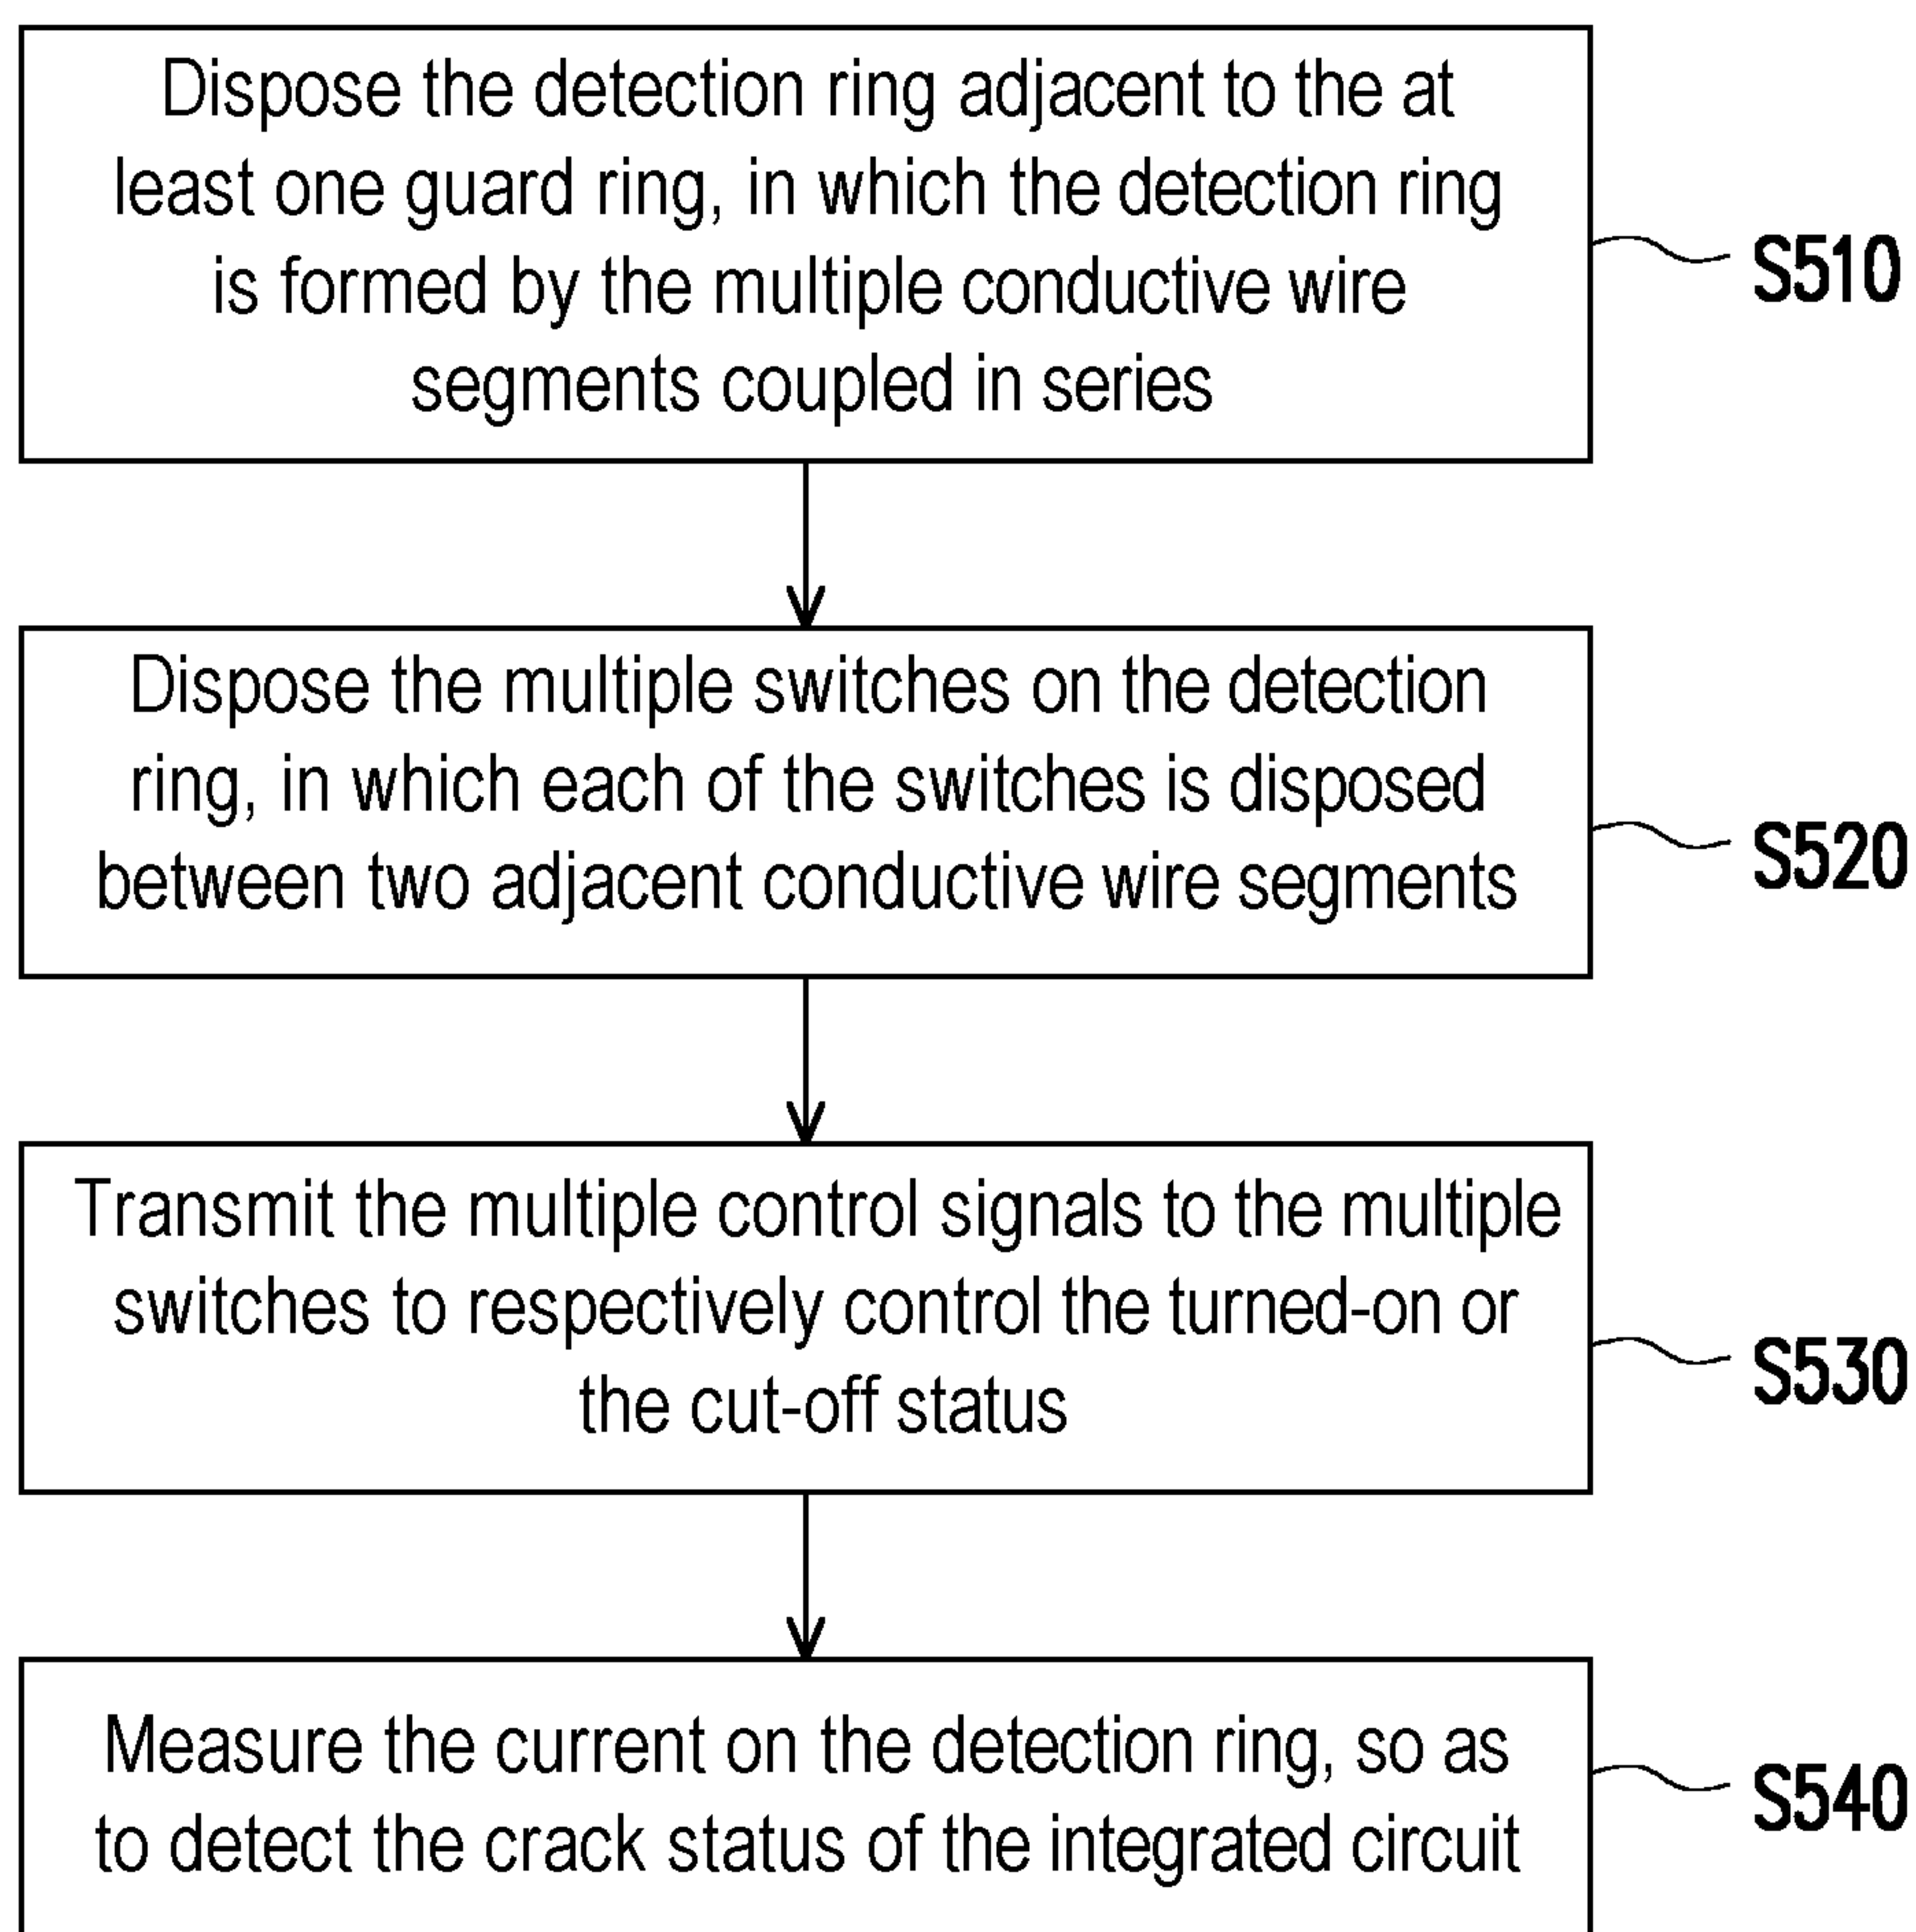 Dispose the detection ring adjacent to the at
least one guard ring, in which the detection ring
is formed by the multiple conductive wire
segments coupled in series
S510
Dispose the multiple switches on the detection
ring, in which each of the switches is disposed
between two adjacent conductive wire segments
S520
Transmit the multiple control signals to the multiple
switches to respectively control the turned-on or
the cut-off status
S530
Measure the current on the detection ring, so as
to detect the crack status of the integrated circuit
S540